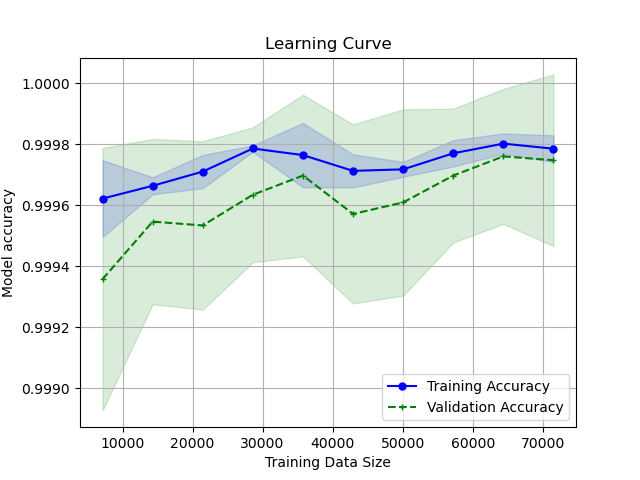 Learning Curve
1.0000
0.9998
0.9996
0.9994
0.9992
0.9990
Model accuracy
10000 20000 30000 40000 50000 60000 70000
Training Data Size
Training Accuracy
Validation Accuracy